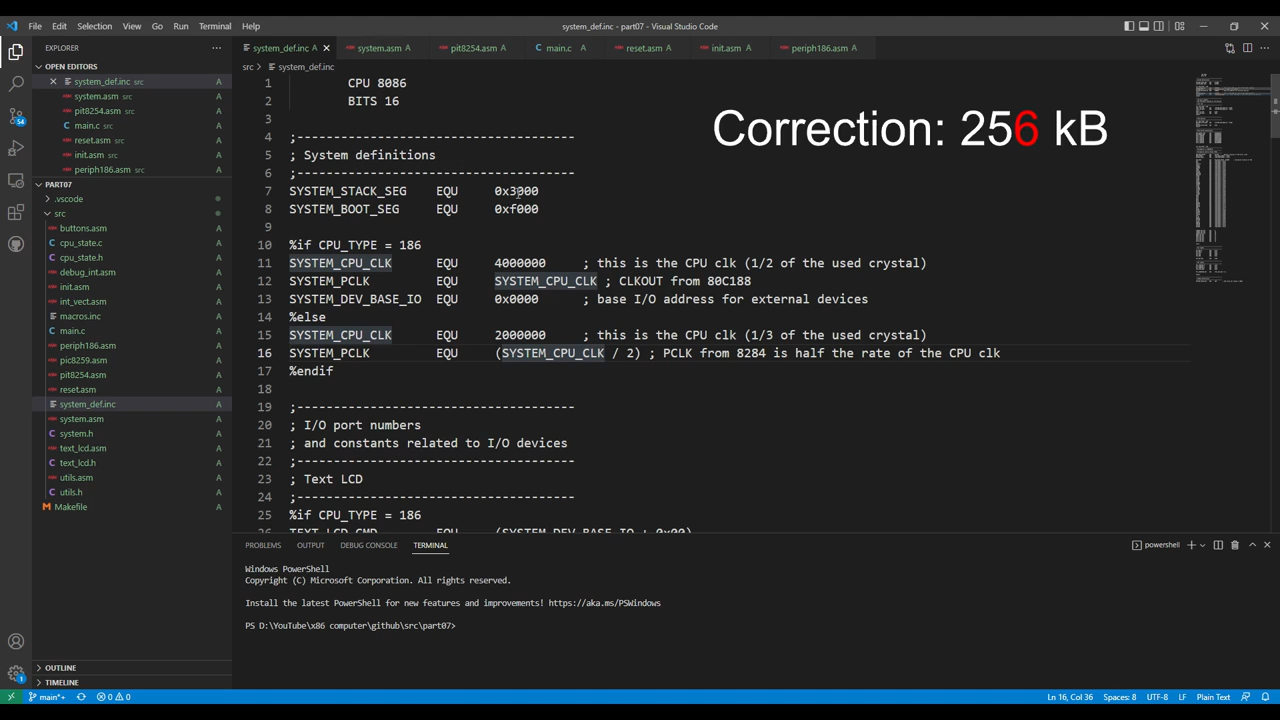 File Edit Selection View Go Run Terminal Help
system_def.inc - part07 - Visual Studio Code
EXPLORER
system_def.inc A
system.asm A
pit8254.asm A
main.c A
reset.asm A
init.asm A
periph186.asm A
src > system_def.inc
OPEN EDITORS
system_def.inc src A
system.asm src A
pit8254.asm src A
main.c src A
reset.asm src A
init.asm src A
periph186.asm src A
PART07
.vscode
src
buttons.asm A
cpu_state.c A
cpu_state.h A
debug_int.asm A
init.asm A
int_vect.asm A
macros.inc A
main.c A
periph186.asm A
pic8259.asm A
pit8254.asm A
reset.asm A
system_def.inc A
system.asm A
system.h A
text_lcd.asm A
text_lcd.h A
utils.asm A
utils.h A
Makefile A
OUTLINE
TIMELINE
1 CPU 8086
2 BITS 16
3
4 ;---------------------------------------
5 ; System definitions
6 ;---------------------------------------
7 SYSTEM_STACK_SEG EQU 0x3000
8 SYSTEM_BOOT_SEG EQU 0xf000
9
10 %if CPU_TYPE = 186
11 SYSTEM_CPU_CLK EQU 4000000 ; this is the CPU clk (1/2 of the used crystal)
12 SYSTEM_PCLK EQU SYSTEM_CPU_CLK ; CLKOUT from 80C188
13 SYSTEM_DEV_BASE_IO EQU 0x0000 ; base I/O address for external devices
14 %else
15 SYSTEM_CPU_CLK EQU 2000000 ; this is the CPU clk (1/3 of the used crystal)
16 SYSTEM_PCLK EQU (SYSTEM_CPU_CLK / 2) ; PCLK from 8284 is half the rate of the CPU clk
17 %endif
18
19 ;---------------------------------------
20 ; I/O port numbers
21 ; and constants related to I/O devices
22 ;---------------------------------------
23 ; Text LCD
24 ;---------------------------------------
25 %if CPU_TYPE = 186
26 TEXT_LCD_CMD EQU (SYSTEM_DEV_BASE_IO + 0x00)
Correction: 256 kB
PROBLEMS OUTPUT DEBUG CONSOLE TERMINAL
powershell
Windows PowerShell
Copyright (C) Microsoft Corporation. All rights reserved.
Install the latest PowerShell for new features and improvements! https://aka.ms/PSWindows
PS D:\YouTube\x86 computer\github\src\part07>
54
1
main*+ 0 0
Ln 16, Col 36 Spaces: 8 UTF-8 LF Plain Text